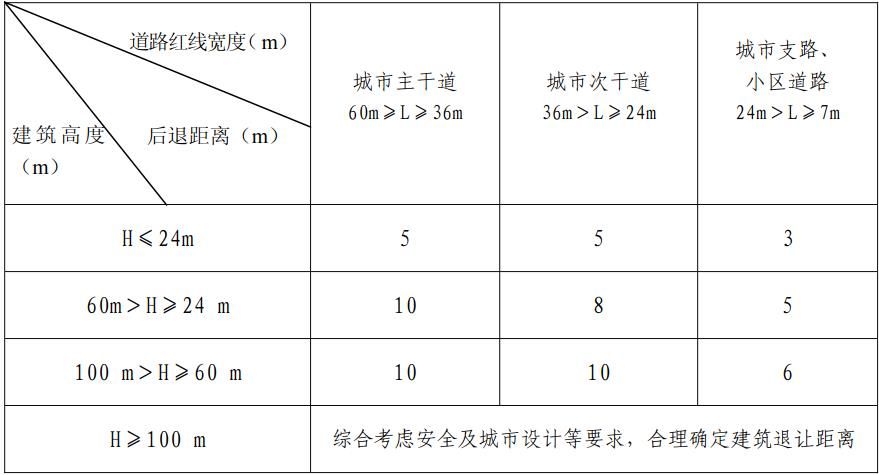 道路红线宽度(m)
建筑高度
(m)
后退距离(m)
城市主干道
60m≥L≥36m
城市次干道
36m>L≥24m
城市支路、
小区道路
24m>L≥7m
H≤24m
5
5
3
60m>H≥24 m
10
8
5
100 m>H≥60 m
10
10
6
H≥100 m
综合考虑安全及城市设计等要求，合理确定建筑退让距离